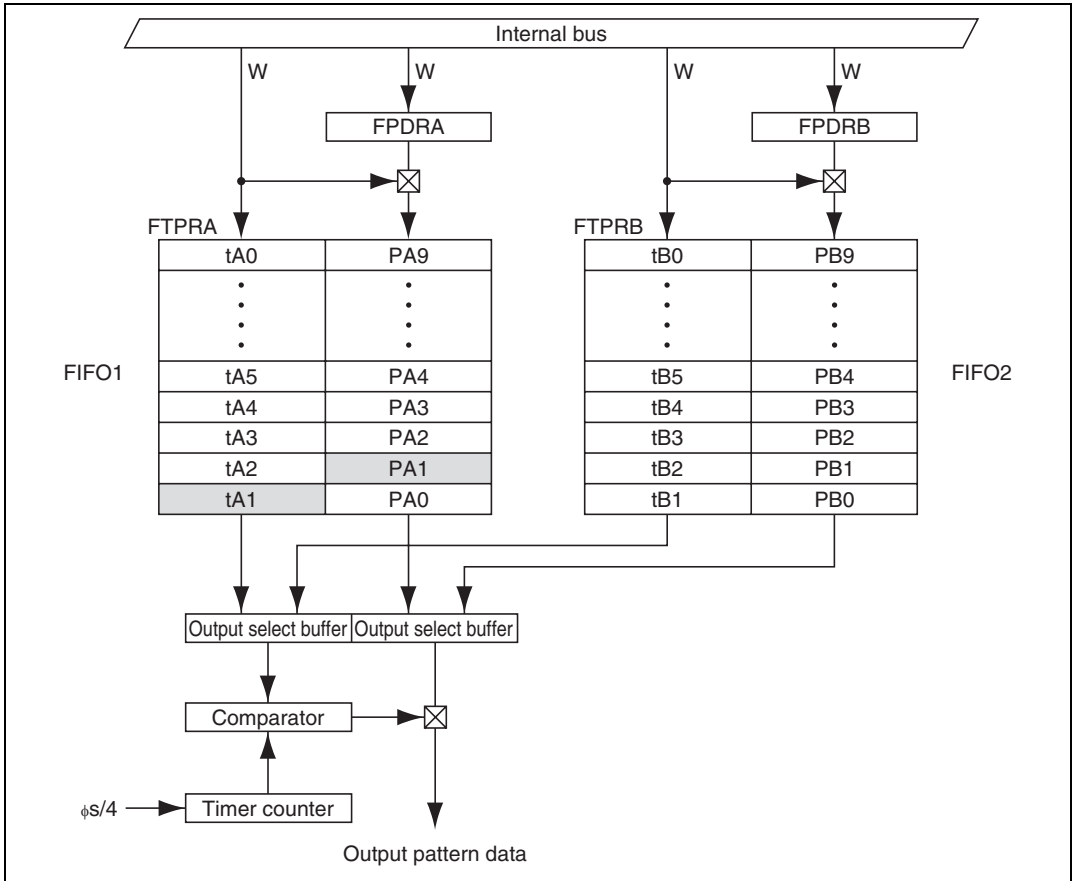 Internal bus
W W W W
FPDRA FPDRB
FTPRA FTPRB
tA0 PA9 tB0 PB9
tA5 PA4 tB5 PB4
FIFO1 FIFO2
tA4 PA3 tB4 PB3
tA3 PA2 tB3 PB2
tA2 PA1 tB2 PB1
tA1 PA0 tB1 PB0
Output select buffer Output select buffer
Comparator
ϕs/4 Timer counter
Output pattern data